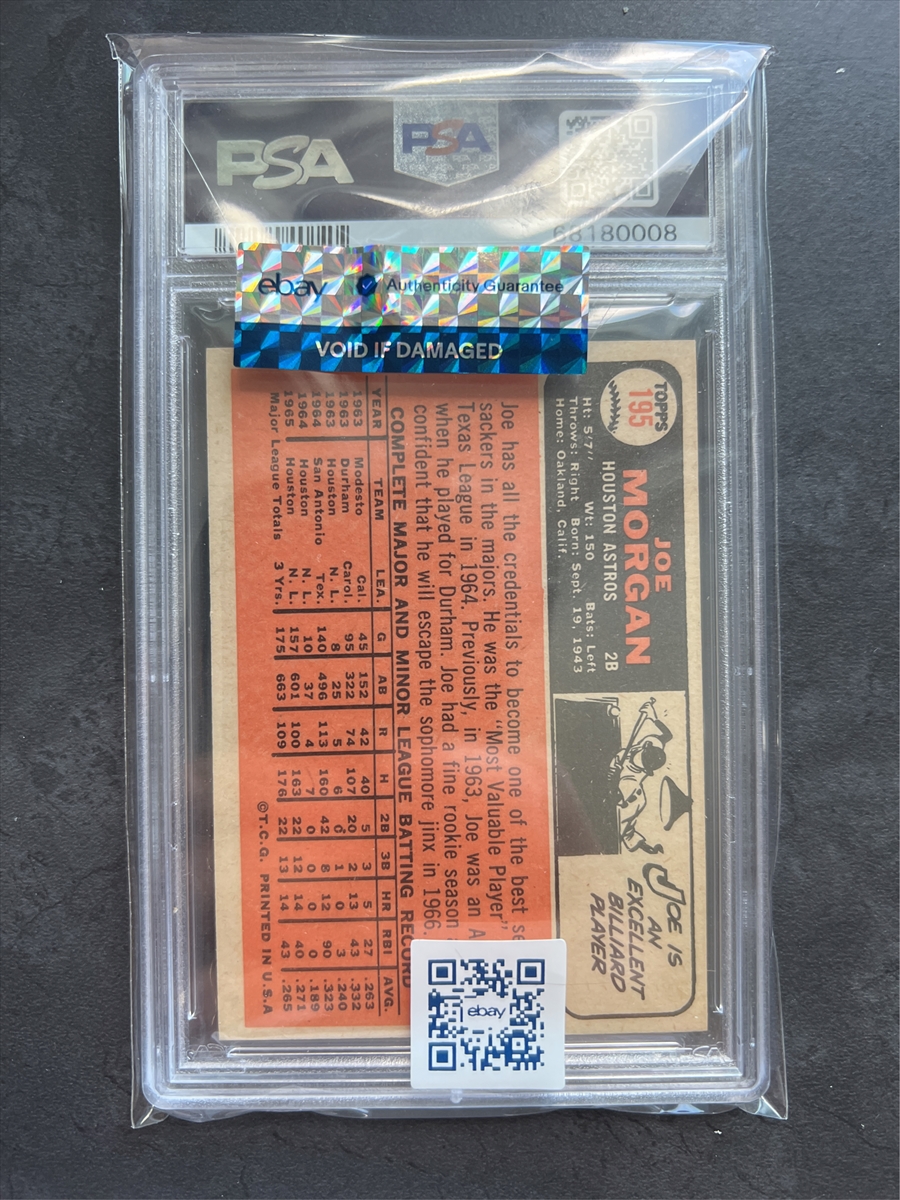 PSA
PSA
68180008
ebay Authenticity Guarantee
VOID IF DAMAGED
TOPPS
195
JOE
MORGAN
HOUSTON ASTROS 2B
Ht: 5'7" Wt: 150 Bats: Left
Throws: Right Born: Sept. 19, 1943
Home: Oakland, Calif.
JOE IS
AN
EXCELLENT
BILLIARD
PLAYER
Joe has all the credentials to become one of the best
sackers in the majors. He was the "Most Valuable Player"
Texas League in 1964. Previously, in 1963, Joe was an
when he played for Durham. Joe had a fine rookie season
confident that he will escape the sophomore jinx in 1966.
COMPLETE MAJOR AND MINOR LEAGUE BATTING RECORD
YEAR TEAM LEA. G AB R H 2B 3B HR RBI AVG.
1963 Modesto Cal. 45 152 42 40 5 3 5 27 .263
1963 Durham Carol. 95 322 74 107 20 2 13 43 .332
1963 Houston N. L. 8 25 5 6 0 1 0 3 .240
1964 San Antonio Tex. 140 496 113 160 42 8 12 90 .323
1964 Houston N. L. 10 37 4 7 0 0 0 0 .189
1965 Houston N. L. 157 601 100 163 22 12 14 40 .271
Major League Totals 3 Yrs. 175 663 109 176 22 13 14 43 .265
©T.C.G. PRINTED IN U.S.A
ebay